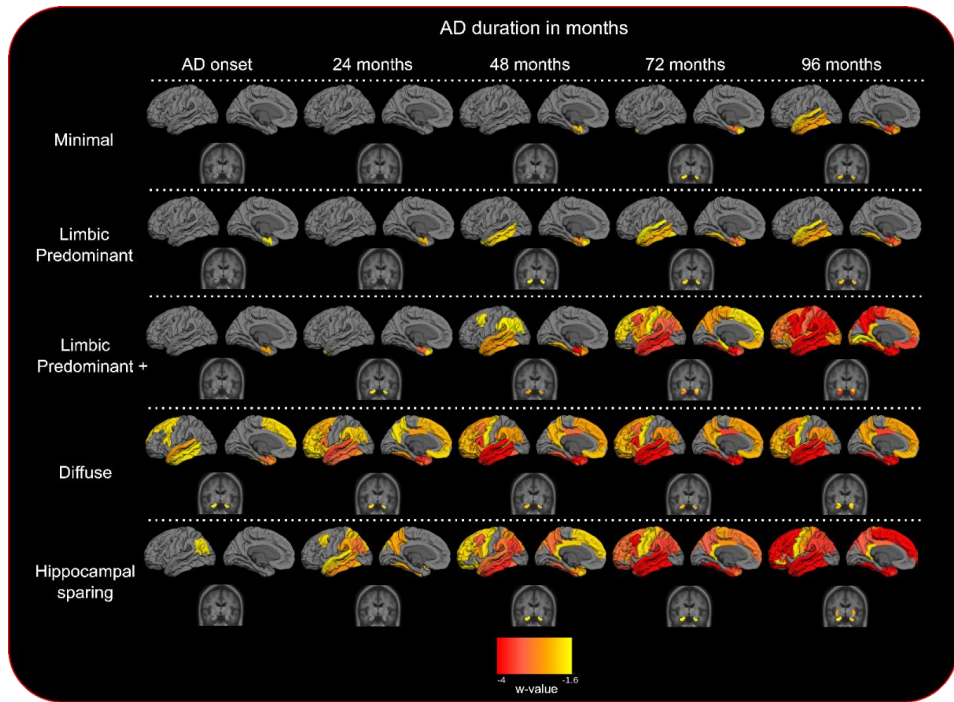 AD duration in months
AD onset
24 months
48 months
72 months
96 months
Minimal
Limbic
Predominant
Limbic
Predominant +
Diffuse
Hippocampal
sparing
-4
-1.6
w-value